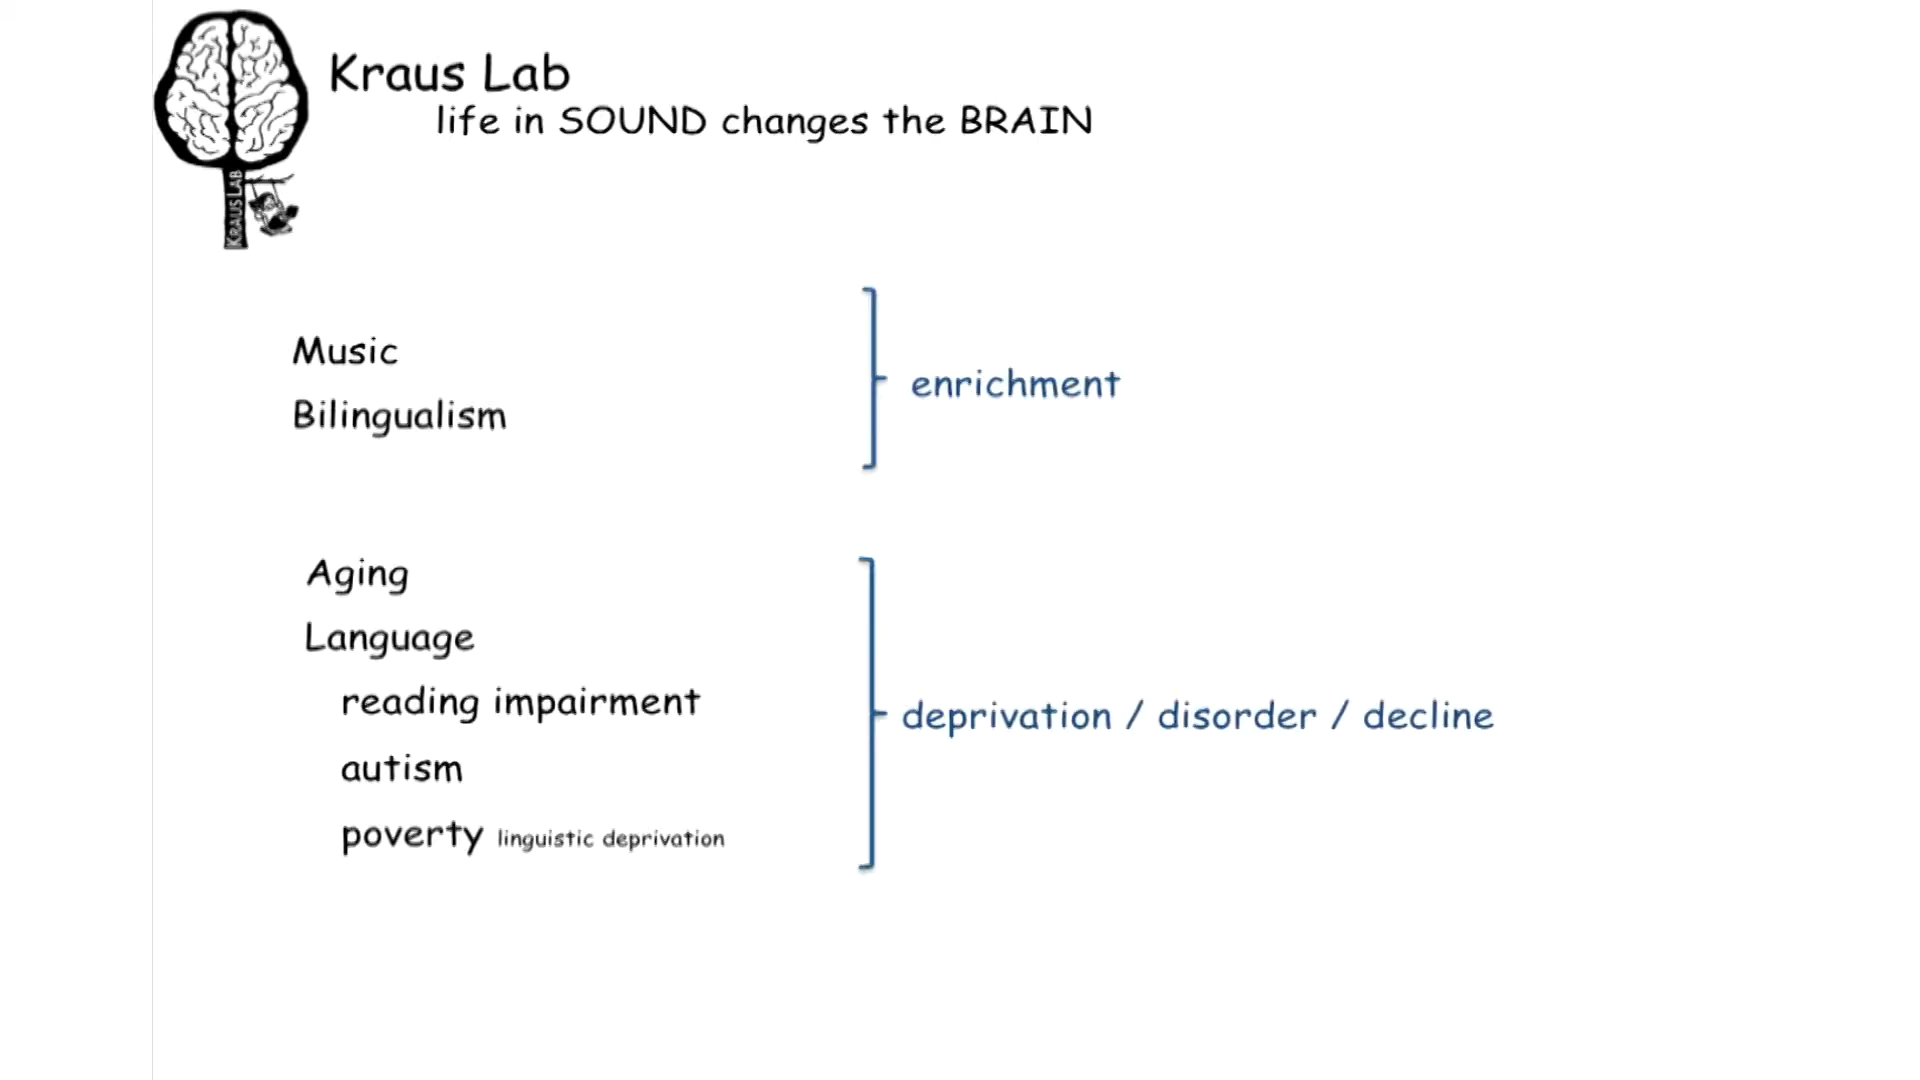 Kraus Lab
life in SOUND changes the BRAIN
KRAUS LAB
Music
Bilingualism
enrichment
Aging
Language
reading impairment
autism
poverty linguistic deprivation
deprivation / disorder / decline